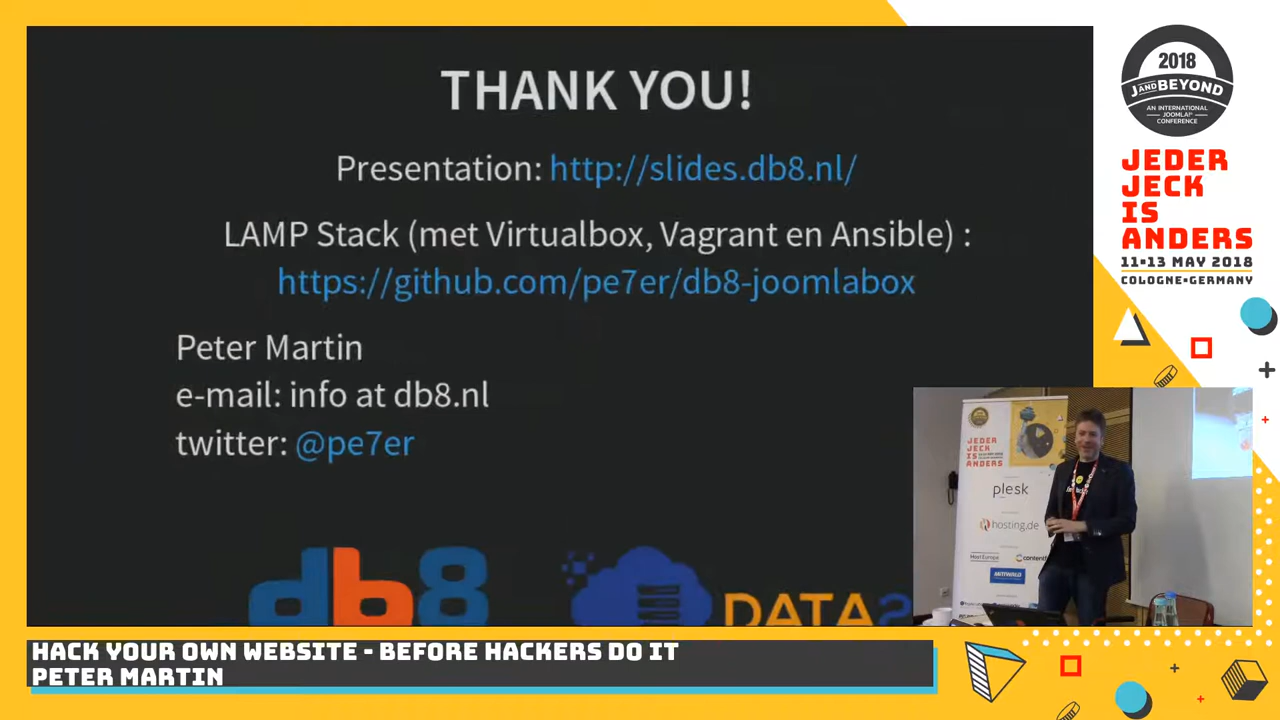 THANK YOU!
Presentation: http://slides.db8.nl/
LAMP Stack (met Virtualbox, Vagrant en Ansible) :
https://github.com/pe7er/db8-joomlabox
Peter Martin
e-mail: info at db8.nl
twitter: @pe7er
db8
2018
J AND BEYOND
AN INTERNATIONAL
JOOMLA!
CONFERENCE
JEDER
JECK
IS
ANDERS
11•13 MAY 2018
COLOGNE•GERMANY
JEDER
JECK
IS
ANDERS
plesk
hosting.de
Host Europe
MITTWALD
HACK YOUR OWN WEBSITE - BEFORE HACKERS DO IT
PETER MARTIN